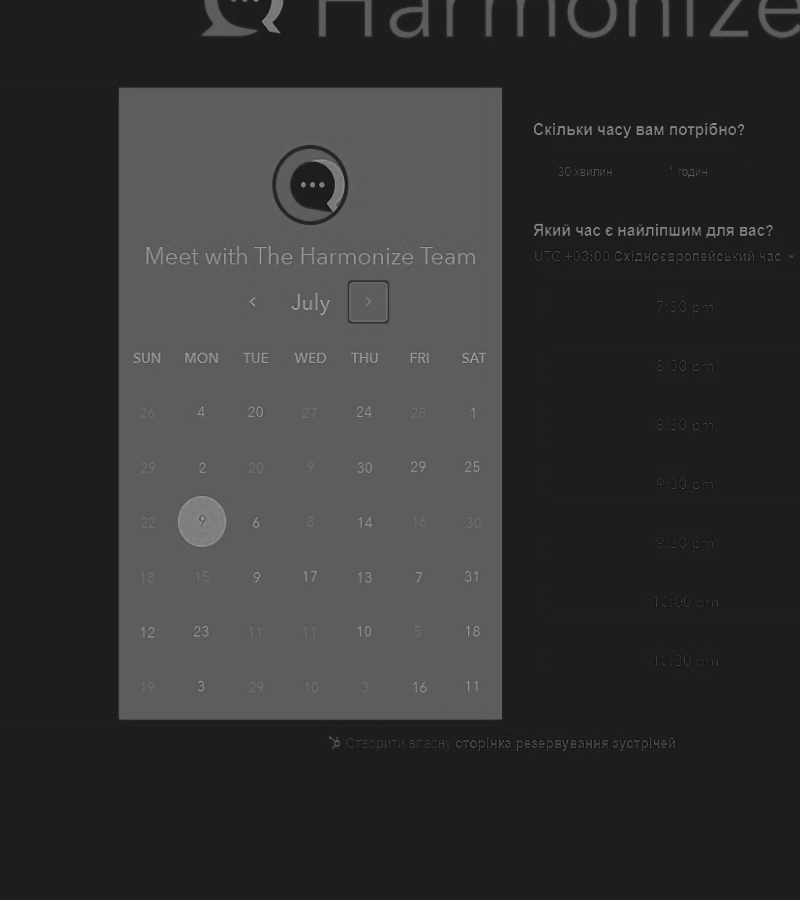 Harmonize
Meet with The Harmonize Team
July
SUN MON TUE WED THU FRI SAT
26 4 20 27 24 28 1
29 2 20 9 30 29 25
22 9 6 8 14 16 30
18 15 9 17 13 7 31
12 23 11 11 10 5 18
19 3 29 10 3 16 11
Скільки часу вам потрібно?
30 хвилин 1 годин
Який час є найліпшим для вас?
UTC +03:00 Східноєвропейський час
7:30 pm
8:00 pm
8:30 pm
9:00 pm
9:30 pm
10:00 pm
10:30 pm
Створити власну сторінка резервування зустрічей